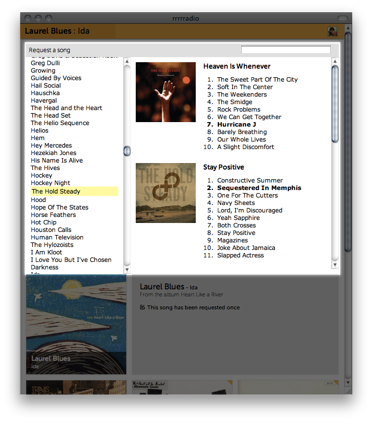 rrrrradio
Laurel Blues : Ida
Request a song
Greg Dulli
Growing
Guided By Voices
Hail Social
Hauschka
Havergal
The Head and the Heart
The Head Set
The Helio Sequence
Helios
Hem
Hey Mercedes
Hezekiah Jones
His Name Is Alive
The Hives
Hockey
Hockey Night
The Hold Steady
Hood
Hope Of The States
Horse Feathers
Hot Chip
Houston Calls
Human Television
The Hylozoists
I Am Kloot
I Love You But I've Chosen
Darkness
Ida
Heaven Is Whenever
1. The Sweet Part Of The City
2. Soft In The Center
3. The Weekenders
4. The Smidge
5. Rock Problems
6. We Can Get Together
7. Hurricane J
8. Barely Breathing
9. Our Whole Lives
10. A Slight Discomfort
Stay Positive
1. Constructive Summer
2. Sequestered In Memphis
3. One For The Cutters
4. Navy Sheets
5. Lord, I'm Discouraged
6. Yeah Sapphire
7. Both Crosses
8. Stay Positive
9. Magazines
10. Joke About Jamaica
11. Slapped Actress
Laurel Blues
Ida
Laurel Blues - Ida
From the album Heart Like a River
This song has been requested once